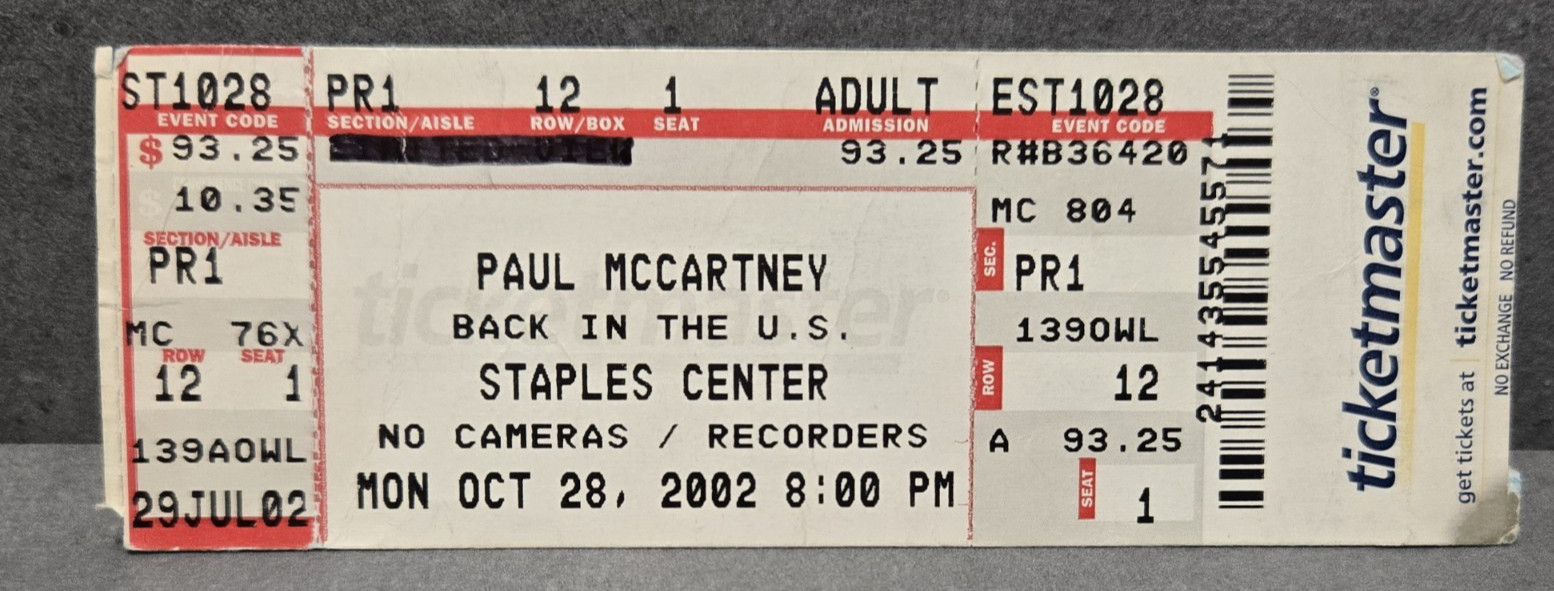 ST1028
EVENT CODE
$ 93.25
$ 10.35
SECTION/AISLE
PR1
MC 76X
ROW SEAT
12 1
139AOWL
29JUL02
PR1 12 1 ADULT
SECTION/AISLE ROW/BOX SEAT ADMISSION
93.25
ticketmaster®
PAUL MCCARTNEY
BACK IN THE U.S.
STAPLES CENTER
NO CAMERAS / RECORDERS
MON OCT 28, 2002 8:00 PM
EST1028
EVENT CODE
R#B36420
MC 804
SEC. PR1
139OWL
ROW 12
A 93.25
SEAT 1
ticketmaster®
get tickets at ticketmaster.com
NO EXCHANGE NO REFUND